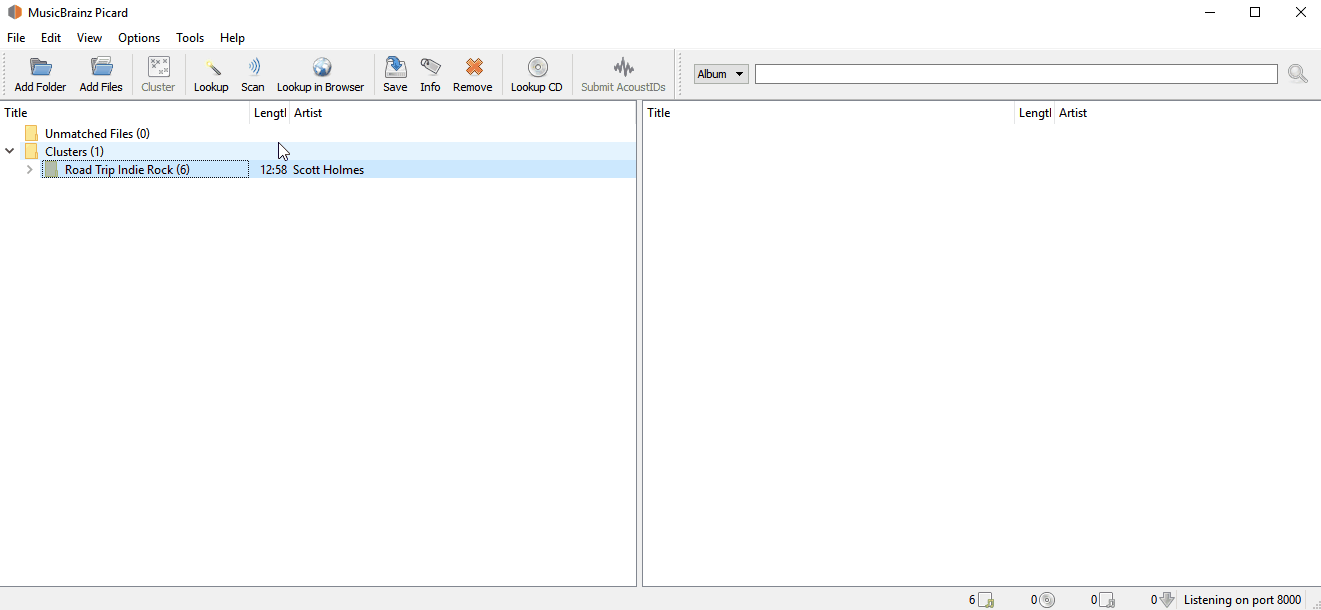 MusicBrainz Picard
File Edit View Options Tools Help
Add Folder Add Files Cluster Lookup Scan Lookup in Browser Save Info Remove Lookup CD Submit AcoustIDs Album
Title Lengtl Artist Title Lengtl Artist
Unmatched Files (0)
Clusters (1)
Road Trip Indie Rock (6) 12:58 Scott Holmes
6 0 0 0 Listening on port 8000